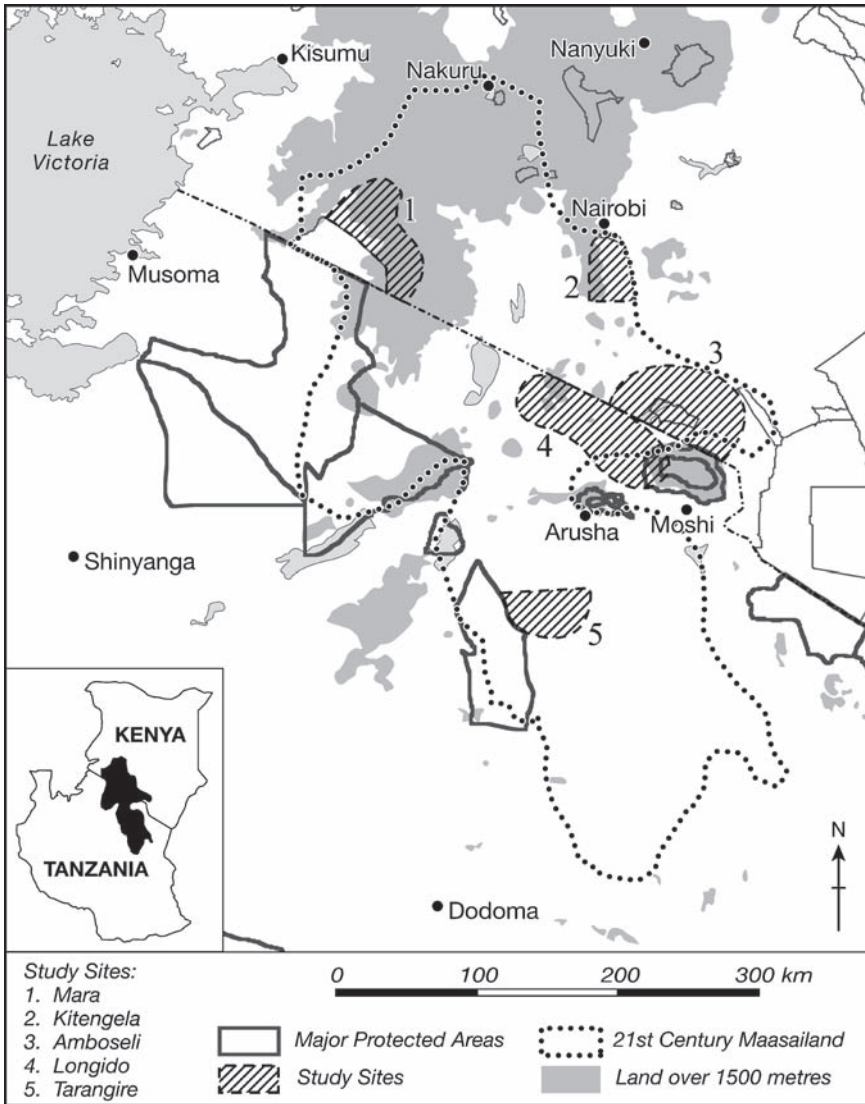 Kisumu
Nanyuki
Nakuru
Lake
Victoria
1
Nairobi
Musoma
2
3
4
Arusha
Moshi
Shinyanga
5
KENYA
TANZANIA
N
Dodoma
Study Sites:
1. Mara
2. Kitengela
3. Amboseli
4. Longido
5. Tarangire
0 100 200 300 km
Major Protected Areas
21st Century Maasailand
Study Sites
Land over 1500 metres